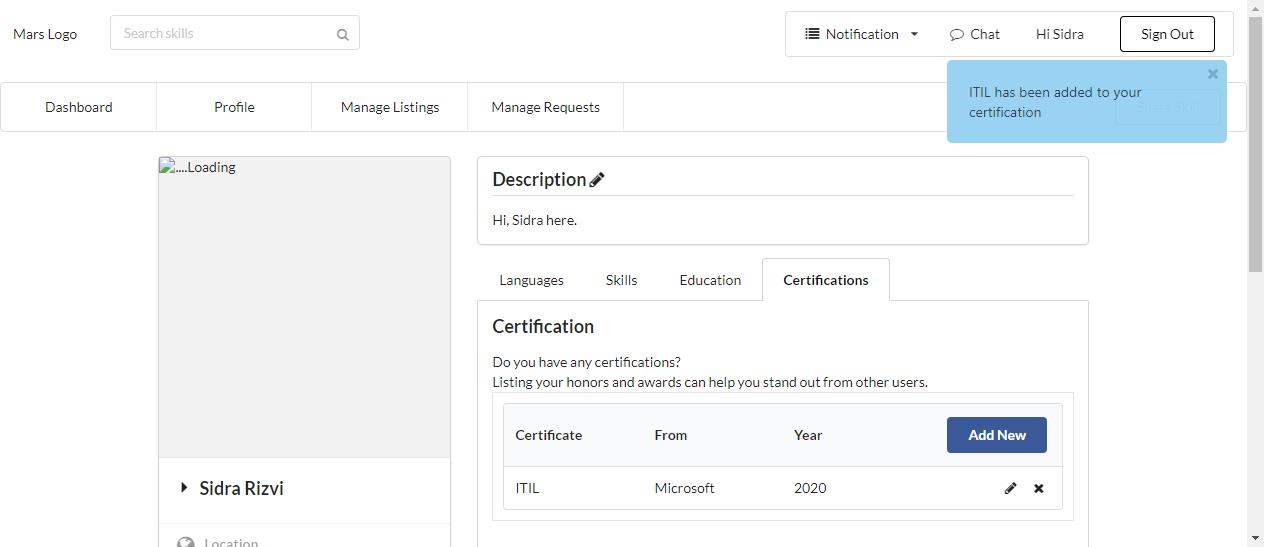 Mars Logo
Search skills
Notification
Chat
Hi Sidra
Sign Out
ITIL has been added to your
certification
Dashboard
Profile
Manage Listings
Manage Requests
....Loading
Description
Hi, Sidra here.
Languages
Skills
Education
Certifications
Certification
Do you have any certifications?
Listing your honors and awards can help you stand out from other users.
Certificate From Year Add New
ITIL Microsoft 2020
Sidra Rizvi
Location